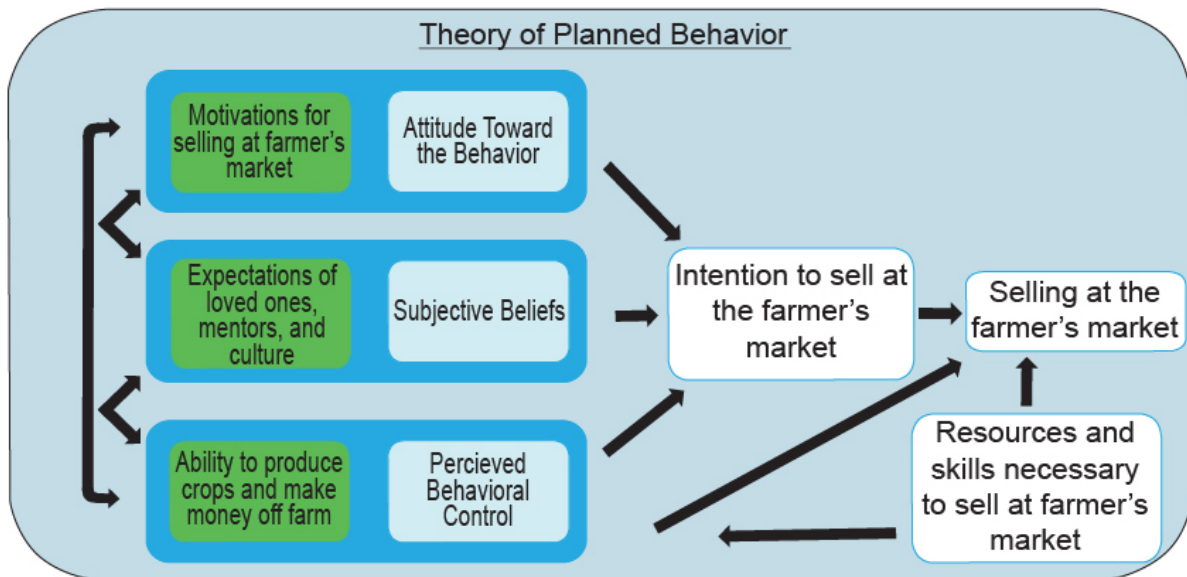 Theory of Planned Behavior
Motivations for
selling at farmer's
market
Attitude Toward
the Behavior
Expectations of
loved ones,
mentors, and
culture
Subjective Beliefs
Ability to produce
crops and make
money off farm
Percieved
Behavioral
Control
Intention to sell at
the farmer's
market
Selling at the
farmer's market
Resources and
skills necessary
to sell at farmer's
market